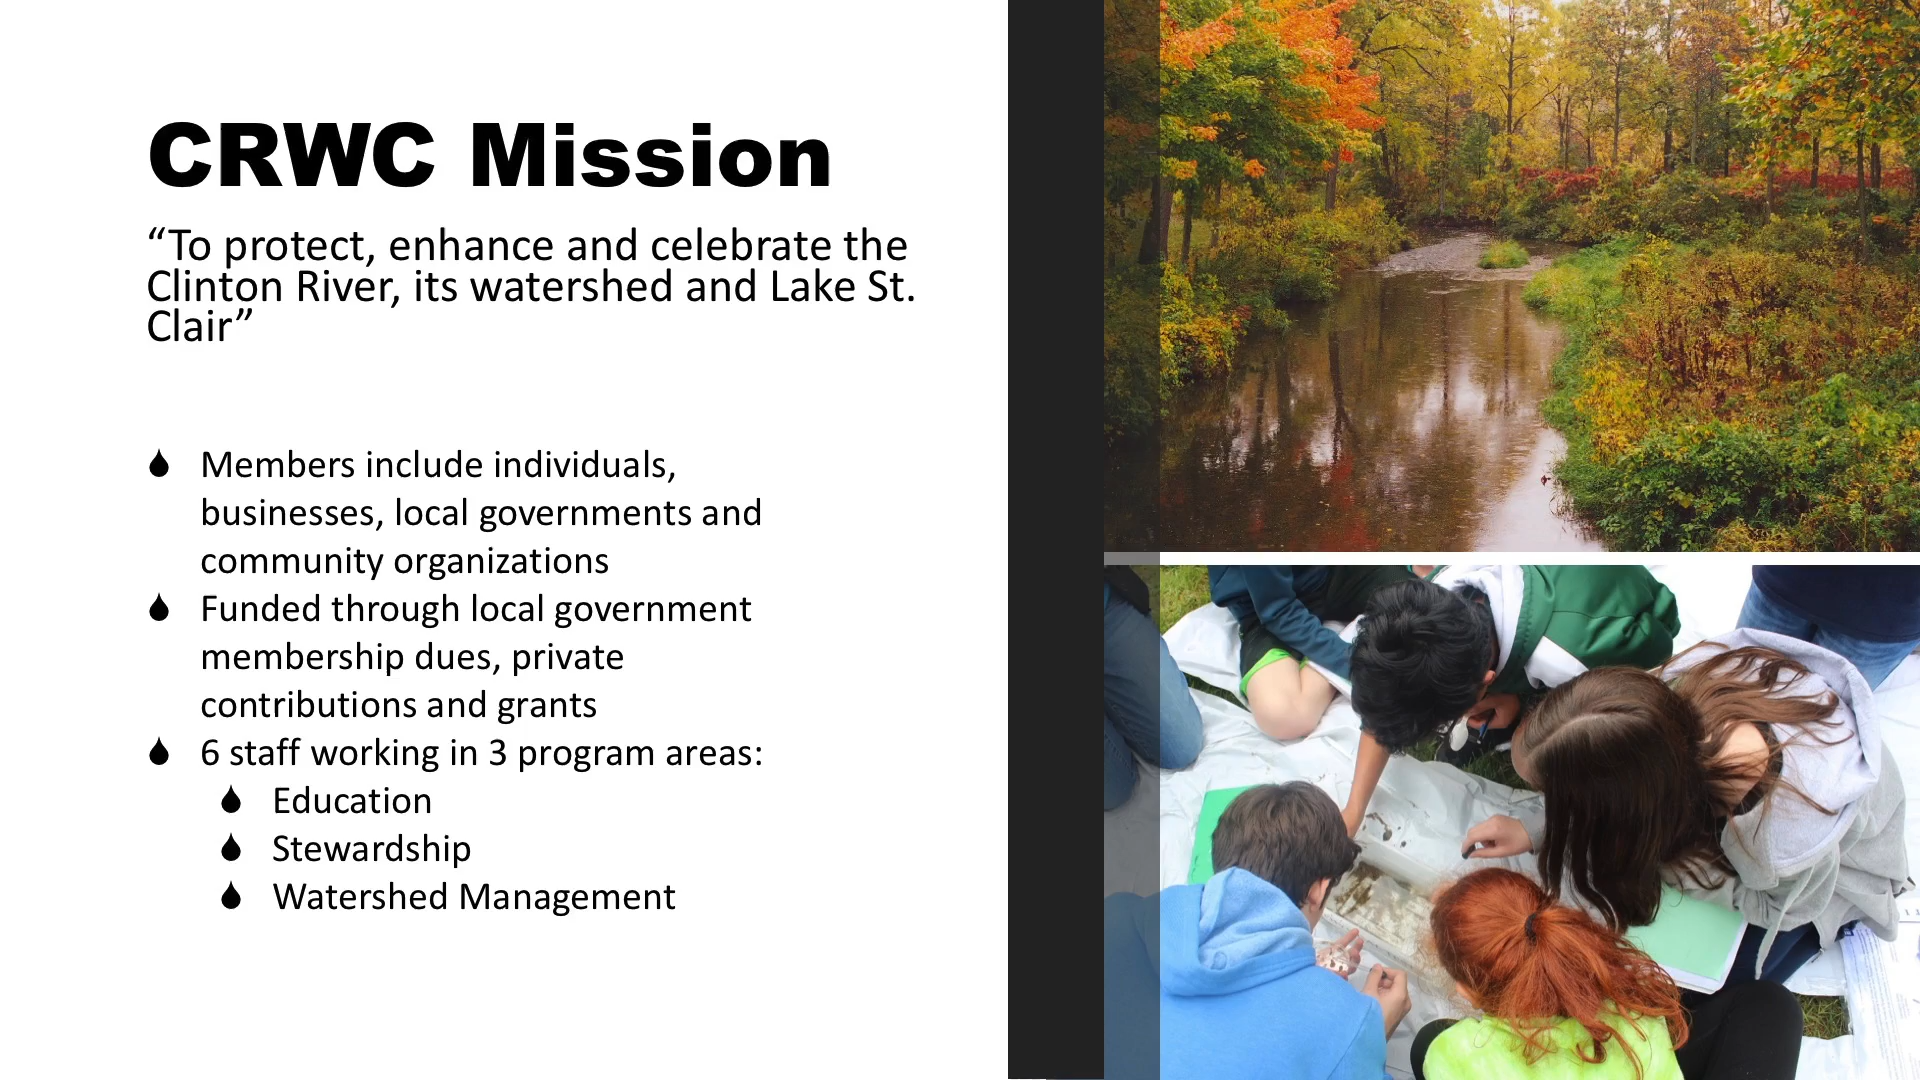 CRWC Mission
“To protect, enhance and celebrate the
Clinton River, its watershed and Lake St.
Clair”
Members include individuals,
businesses, local governments and
community organizations
Funded through local government
membership dues, private
contributions and grants
6 staff working in 3 program areas:
Education
Stewardship
Watershed Management